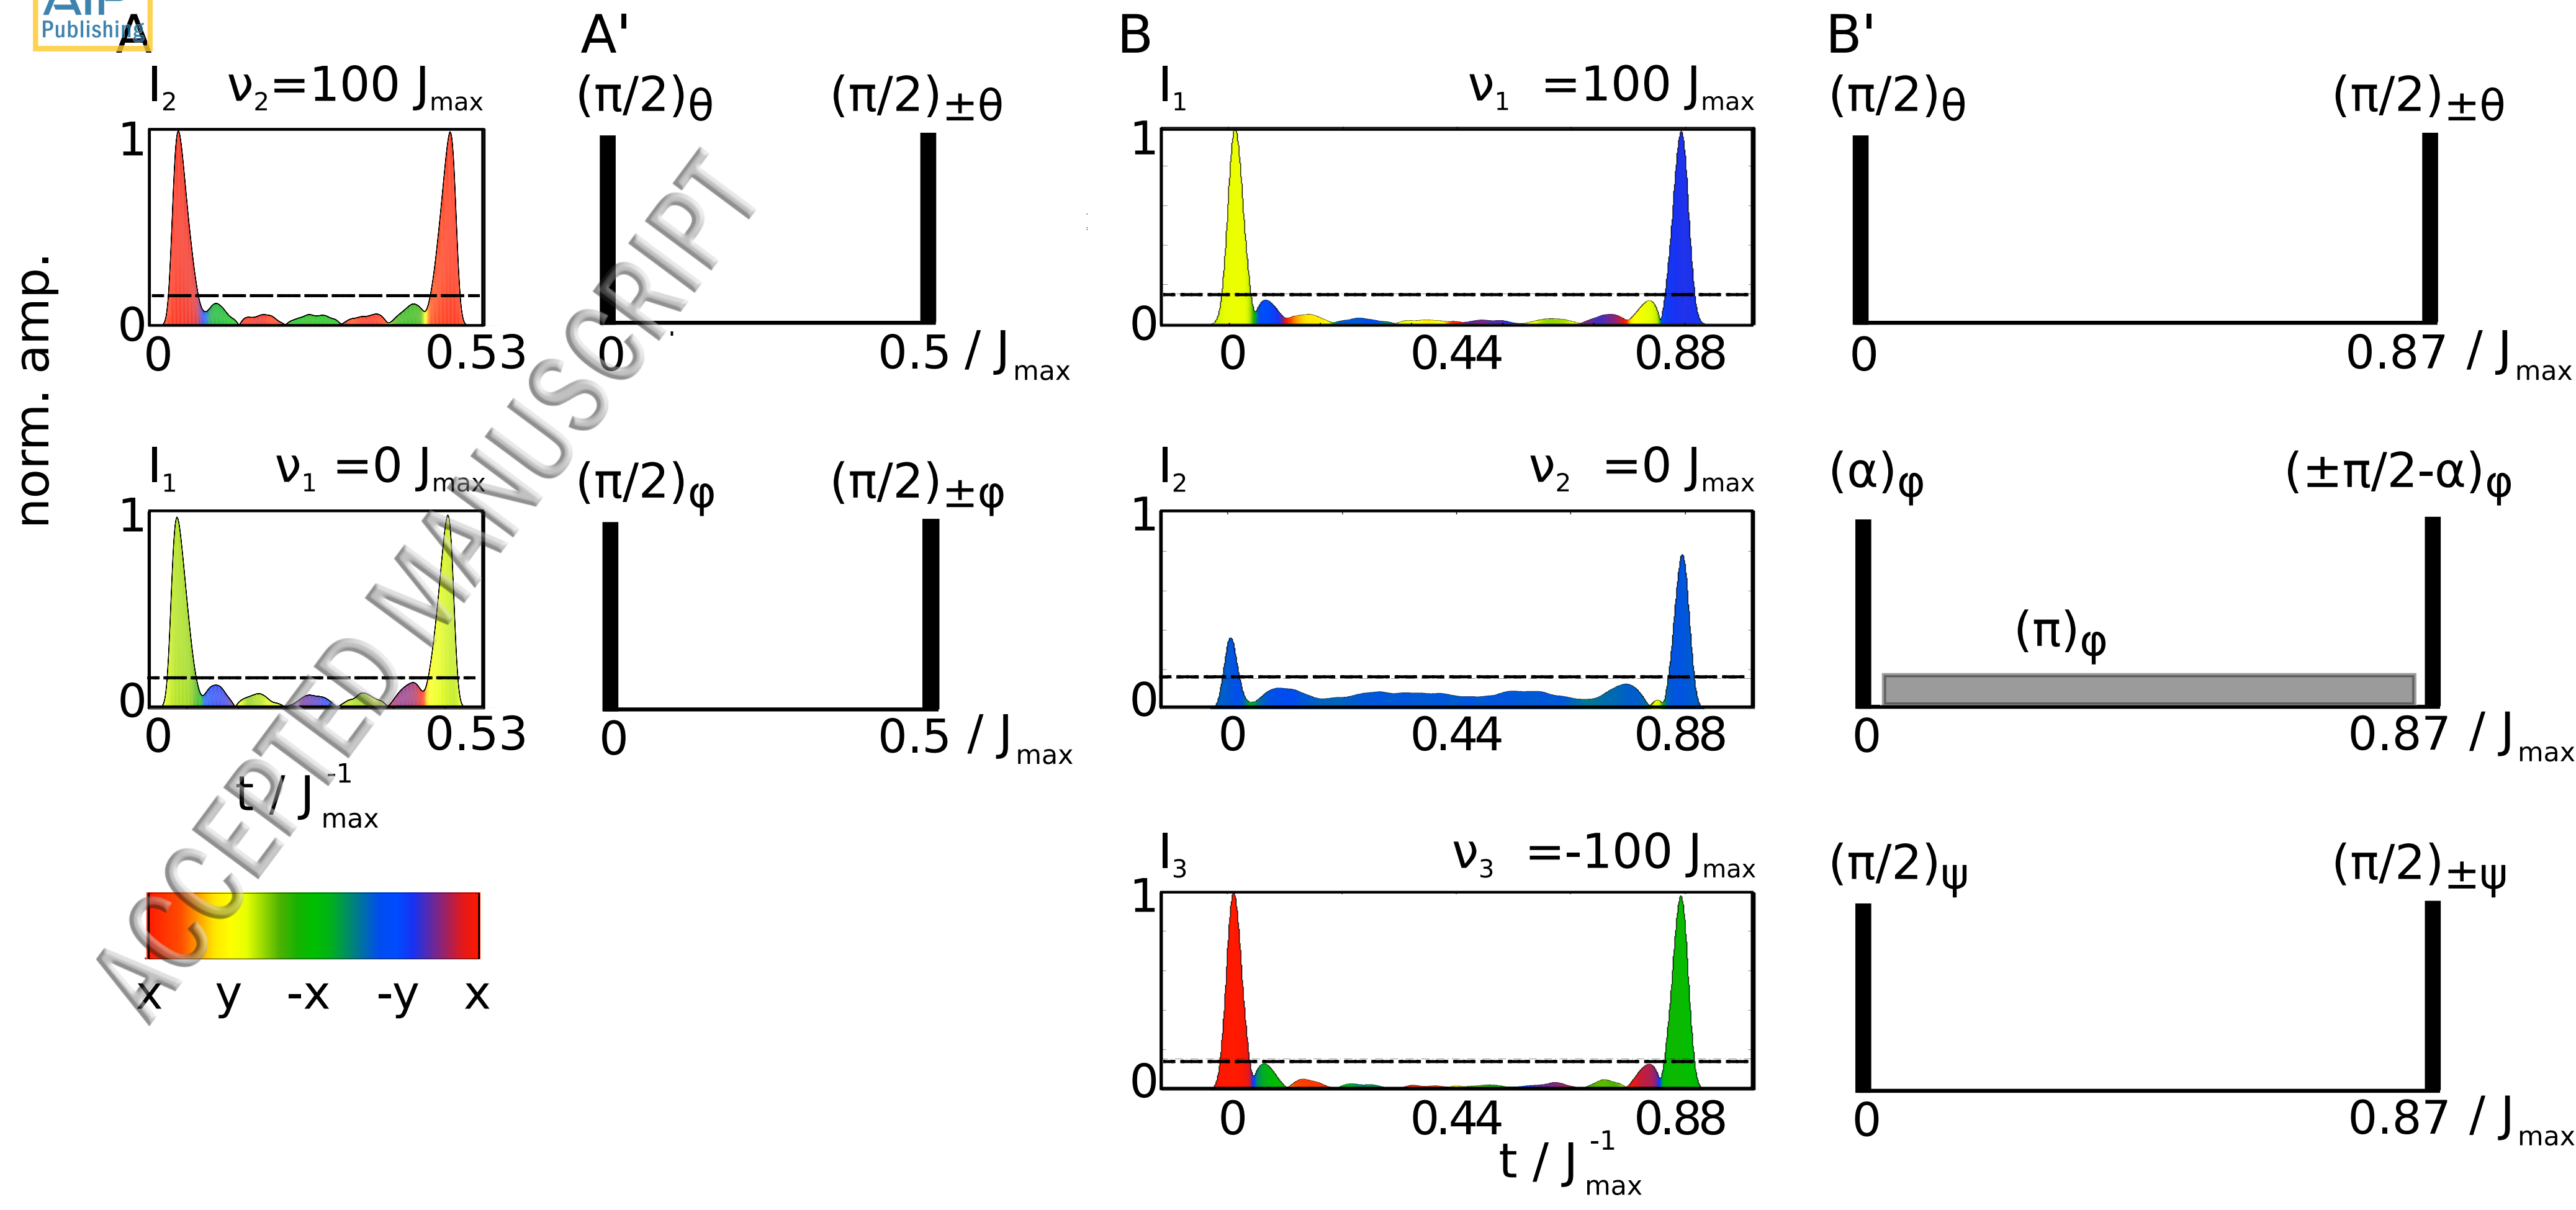 AIP
Publishing
A
I₂ ν₂=100 Jmax
1
0
0 0.53
norm. amp.
I₁ ν₁ =0 Jmax
1
0
0 0.53
t / Jmax⁻¹
x y -x -y x
A'
(π/2)θ (π/2)±θ
0 0.5 / Jmax
(π/2)φ (π/2)±φ
0 0.5 / Jmax
B
I₁ ν₁ =100 Jmax
1
0
0 0.44 0.88
I₂ ν₂ =0 Jmax
1
0
0 0.44 0.88
I₃ ν₃ =-100 Jmax
1
0
0 0.44 0.88
t / Jmax⁻¹
B'
(π/2)θ (π/2)±θ
0 0.87 / Jmax
(α)φ (±π/2-α)φ
(π)φ
0 0.87 / Jmax
(π/2)ψ (π/2)±ψ
0 0.87 / Jmax
ACCEPTED MANUSCRIPT